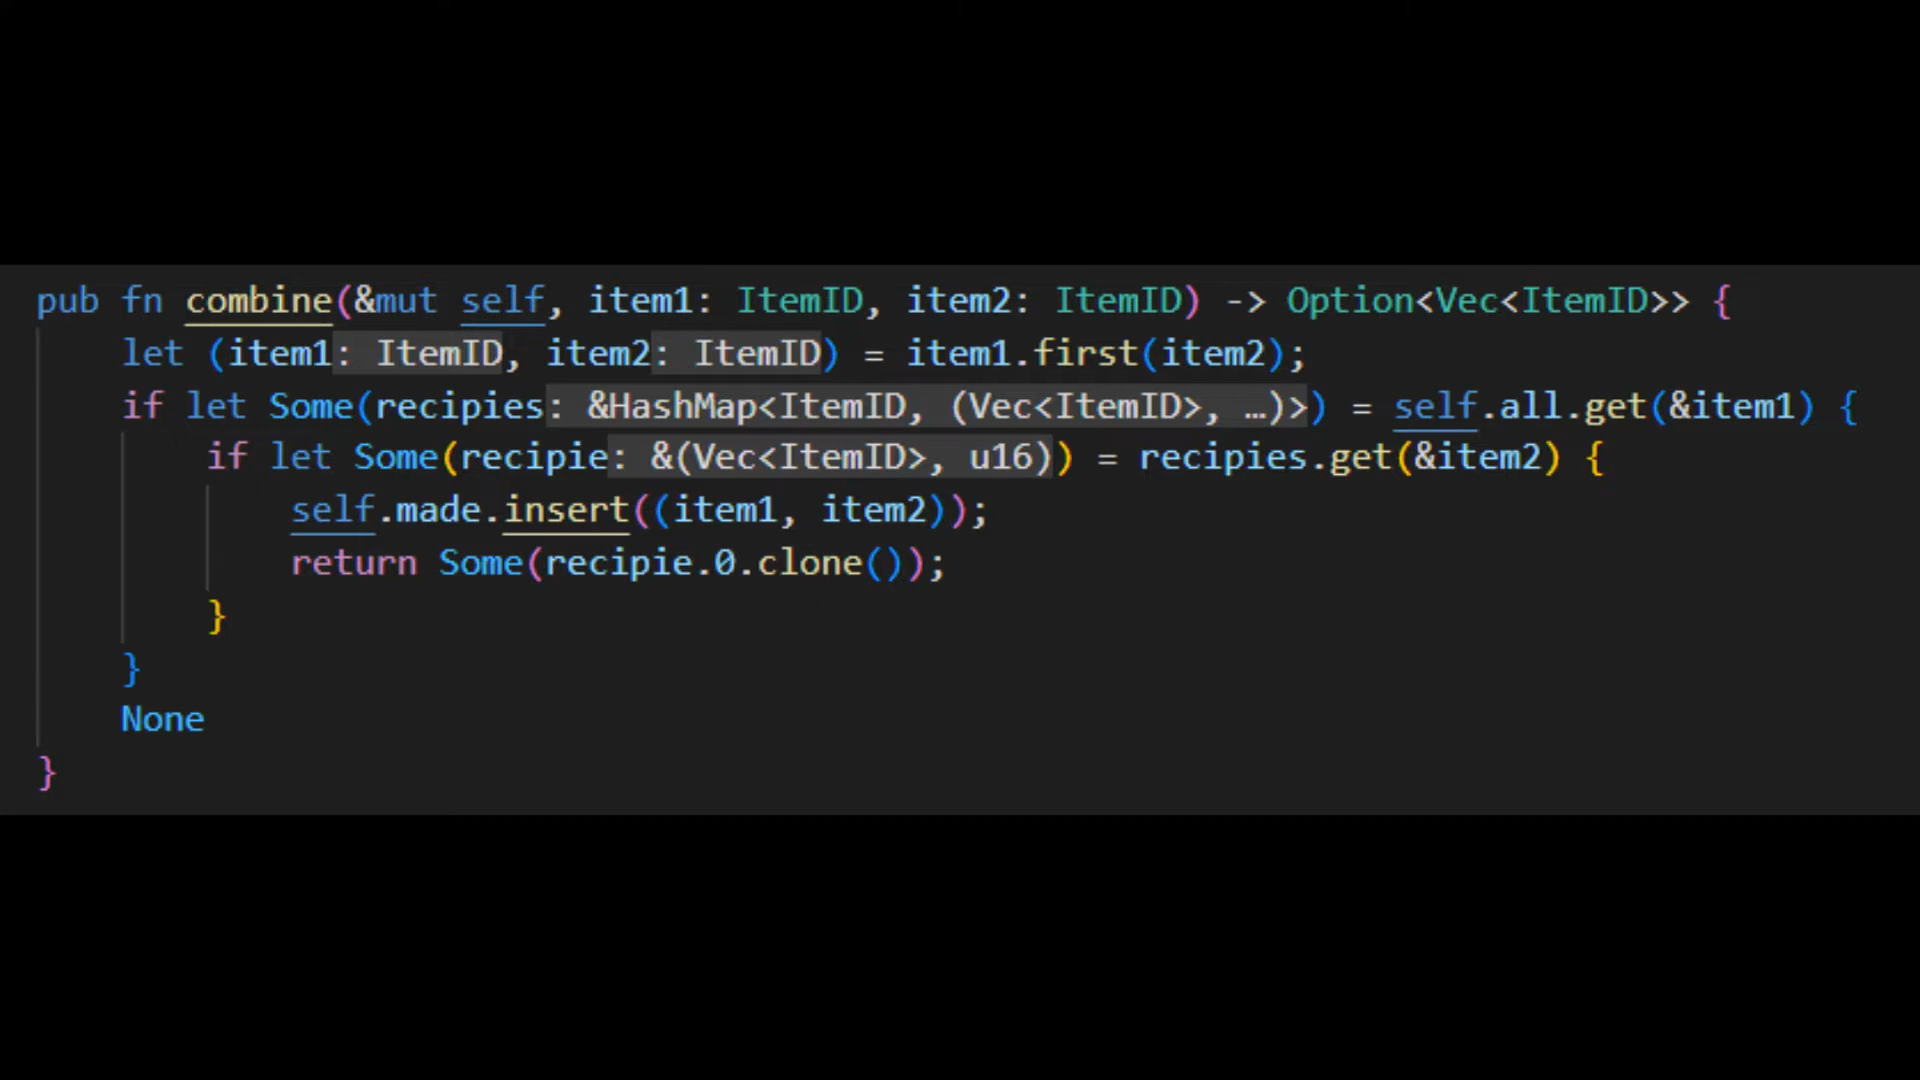 pub fn combine(&mut self, item1: ItemID, item2: ItemID) -> Option<Vec<ItemID>> {
let (item1: ItemID, item2: ItemID) = item1.first(item2);
if let Some(recipies: &HashMap<ItemID, (Vec<ItemID>, …)>) = self.all.get(&item1) {
if let Some(recipie: &(Vec<ItemID>, u16)) = recipies.get(&item2) {
self.made.insert((item1, item2));
return Some(recipie.0.clone());
}
}
None
}